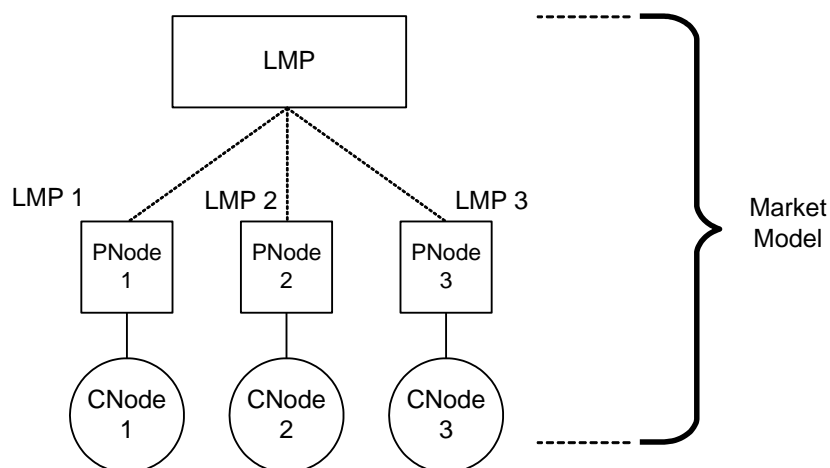 LMP
LMP 1
LMP 2
LMP 3
PNode
1
PNode
2
PNode
3
Market
Model
CNode
1
CNode
2
CNode
3